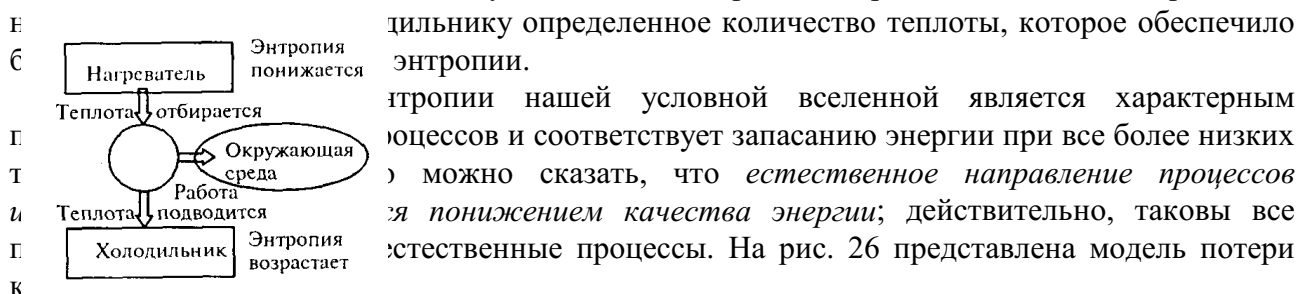 н дильнику определенное количество теплоты, которое обеспечило
б энтропии.
нтропии нашей условной вселенной является характерным
п роцессов и соответствует запасанию энергии при все более низких
т можно сказать, что естественное направление процессов
и ся понижением качества энергии; действительно, таковы все
п естественные процессы. На рис. 26 представлена модель потери
к
Энтропия
понижается
Нагреватель
Теплота отбирается
Окружающая
среда
Работа
Теплота подводится
Холодильник
Энтропия
возрастает